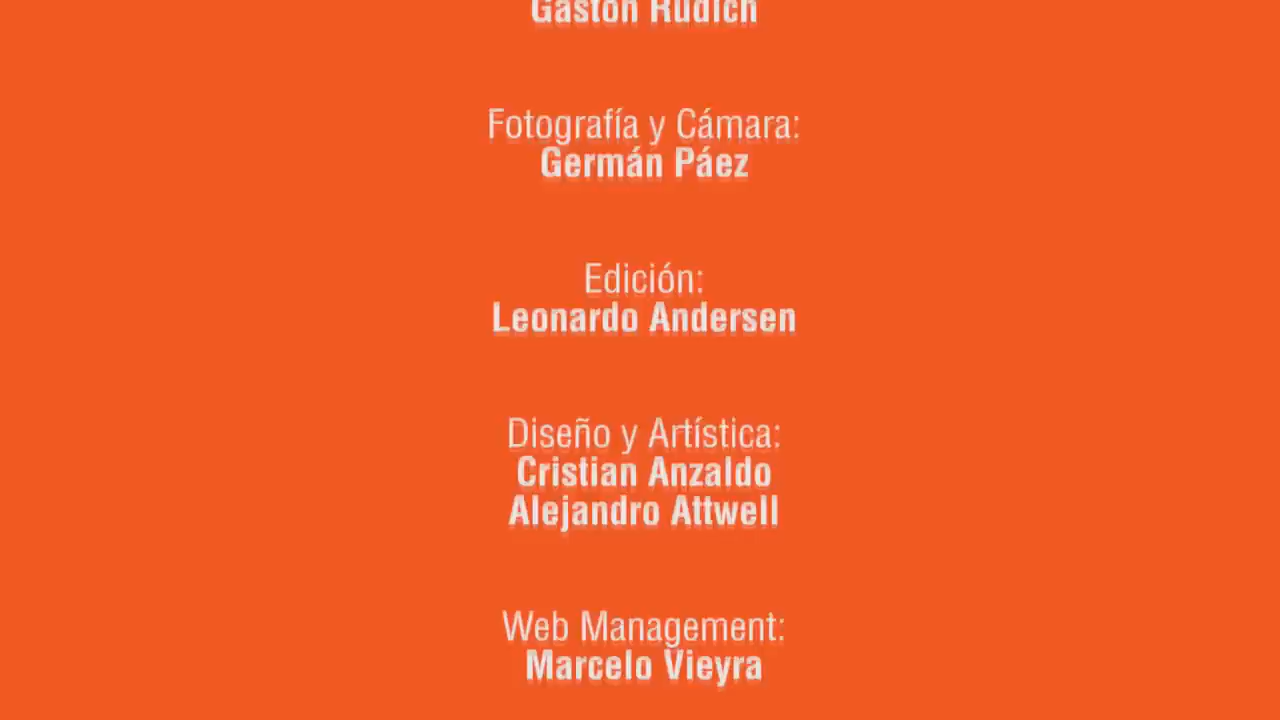 Gastón Rudich
Fotografía y Cámara:
Germán Páez
Edición:
Leonardo Andersen
Diseño y Artística:
Cristian Anzaldo
Alejandro Attwell
Web Management:
Marcelo Vieyra